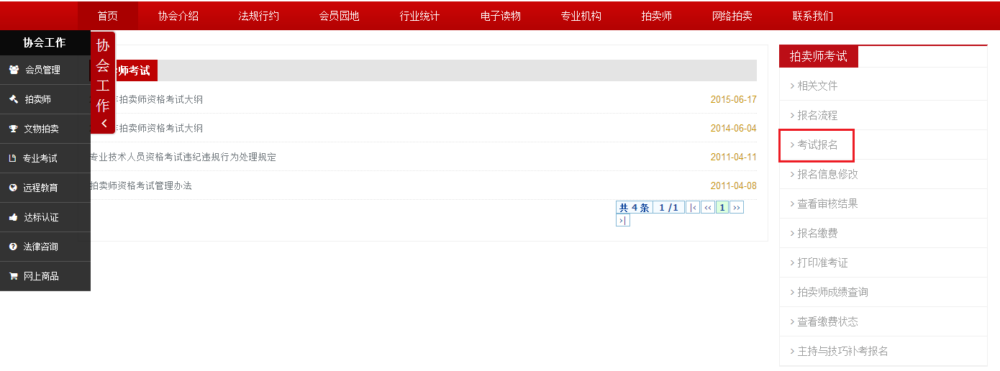 首页 协会介绍 法规行约 会员园地 行业统计 电子读物 专业机构 拍卖师 网络拍卖 联系我们
协会工作
会员管理
拍卖师
文物拍卖
专业考试
远程教育
达标认证
法律咨询
网上商品
协
会
工
作
师考试
拍卖师资格考试大纲 2015-06-17
拍卖师资格考试大纲 2014-06-04
专业技术人员资格考试违纪违规行为处理规定 2011-04-11
拍卖师资格考试管理办法 2011-04-08
共 4 条 1 /1 |‹ ‹‹ 1 ››
›|
拍卖师考试
› 相关文件
› 报名流程
› 考试报名
› 报名信息修改
› 查看审核结果
› 报名缴费
› 打印准考证
› 拍卖师成绩查询
› 查看缴费状态
› 主持与技巧补考报名